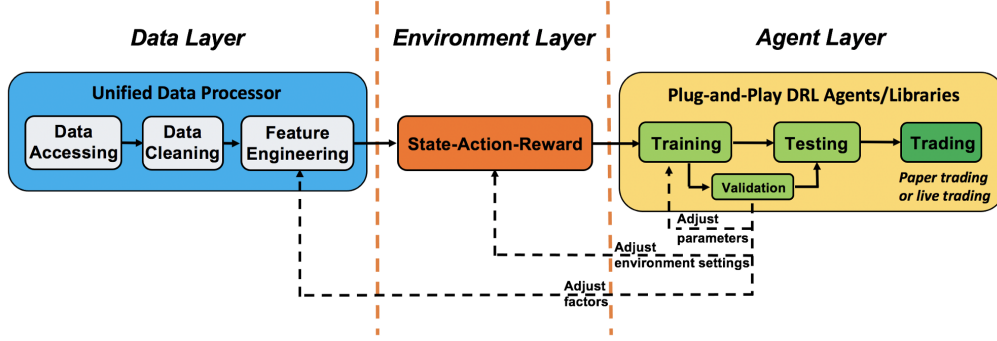 Data Layer
Environment Layer
Agent Layer
Unified Data Processor
Plug-and-Play DRL Agents/Libraries
Data
Accessing
Data
Cleaning
Feature
Engineering
State-Action-Reward
Training
Testing
Trading
Validation
Paper trading
or live trading
Adjust
parameters
Adjust
environment settings
Adjust
factors